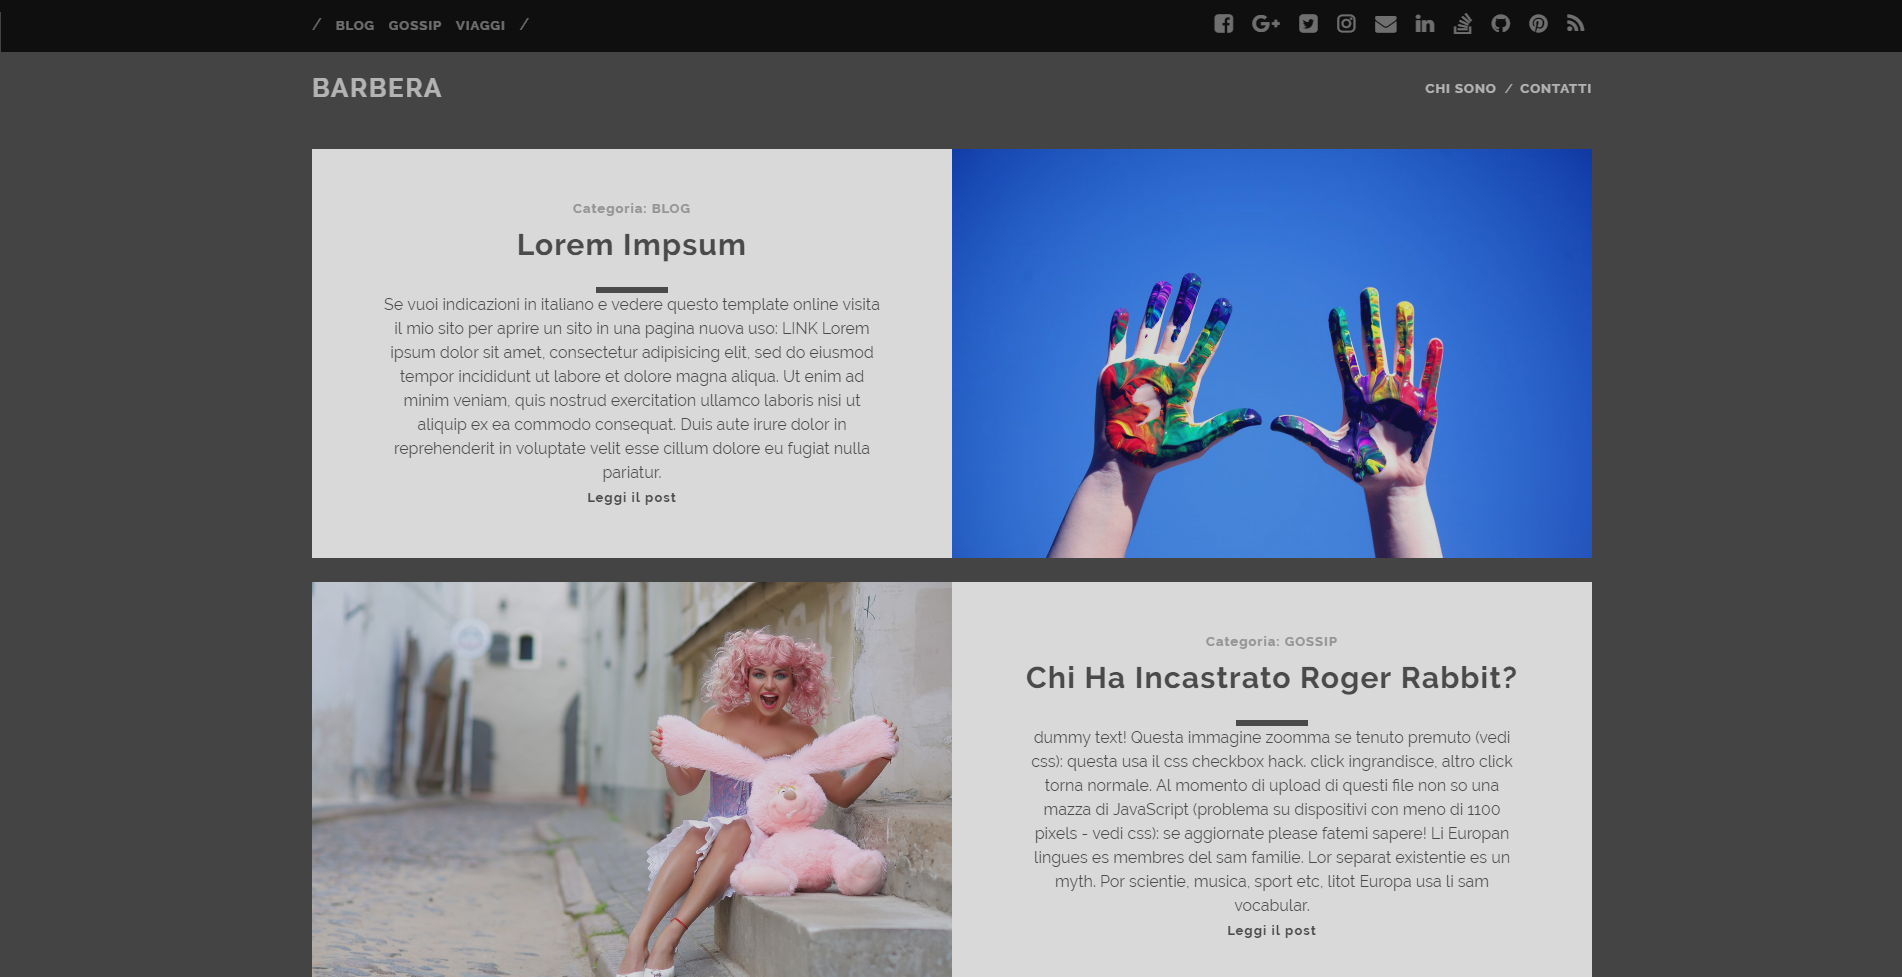 / BLOG GOSSIP VIAGGI /
BARBERA
CHI SONO / CONTATTI
Categoria: BLOG
Lorem Impsum
Se vuoi indicazioni in italiano e vedere questo template online visita
il mio sito per aprire un sito in una pagina nuova uso: LINK Lorem
ipsum dolor sit amet, consectetur adipisicing elit, sed do eiusmod
tempor incididunt ut labore et dolore magna aliqua. Ut enim ad
minim veniam, quis nostrud exercitation ullamco laboris nisi ut
aliquip ex ea commodo consequat. Duis aute irure dolor in
reprehenderit in voluptate velit esse cillum dolore eu fugiat nulla
pariatur.
Leggi il post
Categoria: GOSSIP
Chi Ha Incastrato Roger Rabbit?
dummy text! Questa immagine zoomma se tenuto premuto (vedi
css): questa usa il css checkbox hack. click ingrandisce, altro click
torna normale. Al momento di upload di questi file non so una
mazza di JavaScript (problema su dispositivi con meno di 1100
pixels - vedi css): se aggiornate please fatemi sapere! Li Europan
lingues es membres del sam familie. Lor separat existentie es un
myth. Por scientie, musica, sport etc, litot Europa usa li sam
vocabular.
Leggi il post